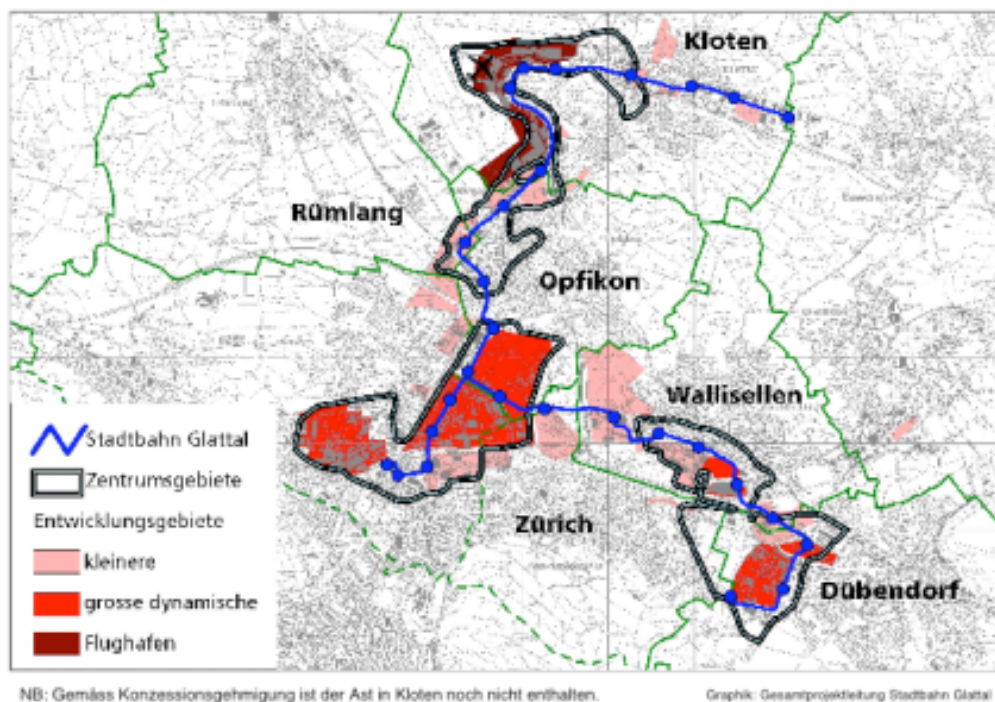 Kloten
Rümlang
Opfikon
Wallisellen
Zürich
Dübendorf
Stadtbahn Glattal
Zentrumsgebiete
Entwicklungsgebiete
kleinere
grosse dynamische
Flughafen
NB: Gemäss Konzessionsgehmigung ist der Ast in Kloten noch nicht enthalten.
Graphik: Gesamtprojektleitung Stadtbahn Glattal